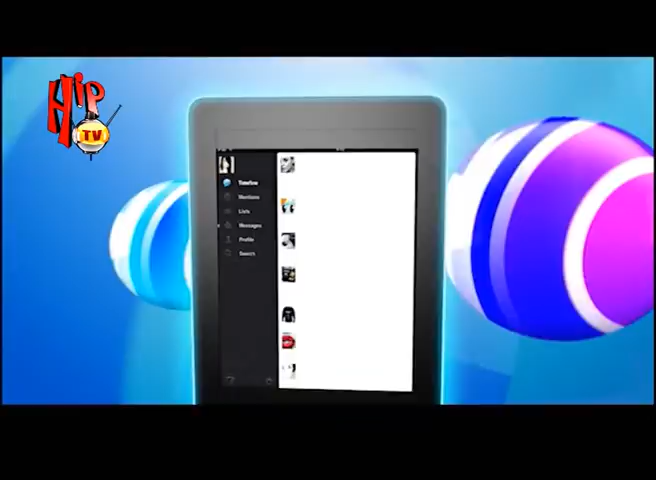 HIP
TV
Timeline
Mentions
Lists
Messages
Profile
Search